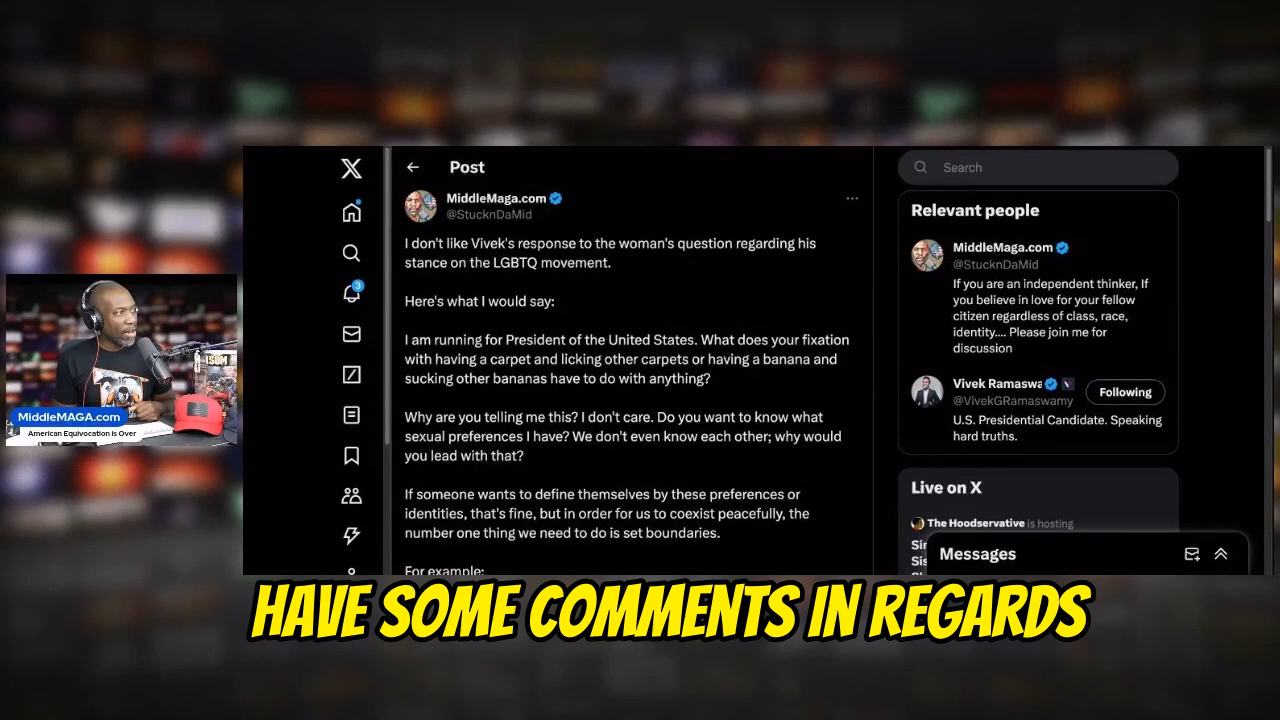 Post
MiddleMaga.com
@StucknDaMid
I don't like Vivek's response to the woman's question regarding his
stance on the LGBTQ movement.
Here's what I would say:
I am running for President of the United States. What does your fixation
with having a carpet and licking other carpets or having a banana and
sucking other bananas have to do with anything?
Why are you telling me this? I don't care. Do you want to know what
sexual preferences I have? We don't even know each other; why would
you lead with that?
If someone wants to define themselves by these preferences or
identities, that's fine, but in order for us to coexist peacefully, the
number one thing we need to do is set boundaries.
For example:
3
Search
Relevant people
MiddleMaga.com
@StucknDaMid
If you are an independent thinker, If
you believe in love for your fellow
citizen regardless of class, race,
identity.... Please join me for
discussion
Vivek Ramaswa
@VivekGRamaswamy
Following
U.S. Presidential Candidate. Speaking
hard truths.
Live on X
The Hoodservative is hosting
Messages
ISOM
MiddleMAGA.com
American Equivocation Is Over
HAVE SOME COMMENTS IN REGARDS